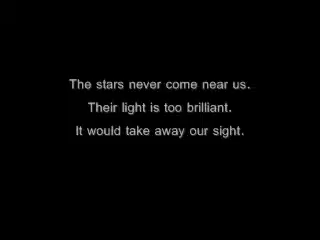 The stars never come near us.
Their light is too brilliant.
It would take away our sight.